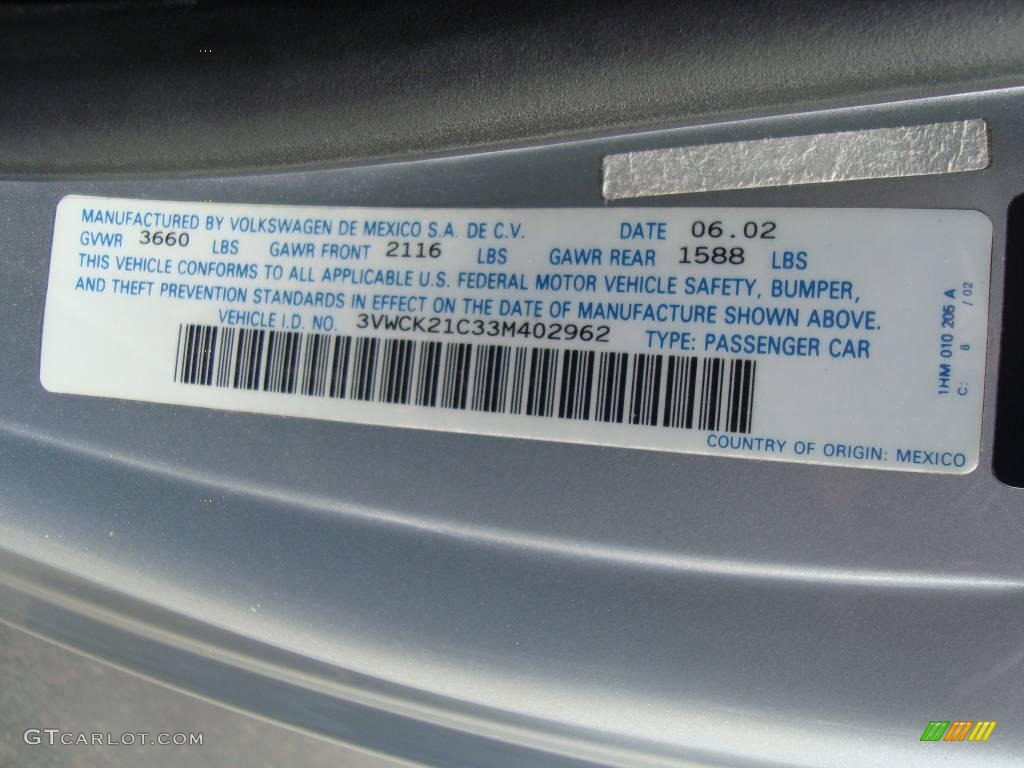 MANUFACTURED BY VOLKSWAGEN DE MEXICO S.A. DE C.V. DATE 06.02
GVWR 3660 LBS GAWR FRONT 2116 LBS GAWR REAR 1588 LBS
THIS VEHICLE CONFORMS TO ALL APPLICABLE U.S. FEDERAL MOTOR VEHICLE SAFETY, BUMPER,
AND THEFT PREVENTION STANDARDS IN EFFECT ON THE DATE OF MANUFACTURE SHOWN ABOVE.
VEHICLE I.D. NO. 3VWCK21C33M402962 TYPE: PASSENGER CAR
COUNTRY OF ORIGIN: MEXICO
1HM 010 205 A
C: 8 / 02
GTCARLOT.COM